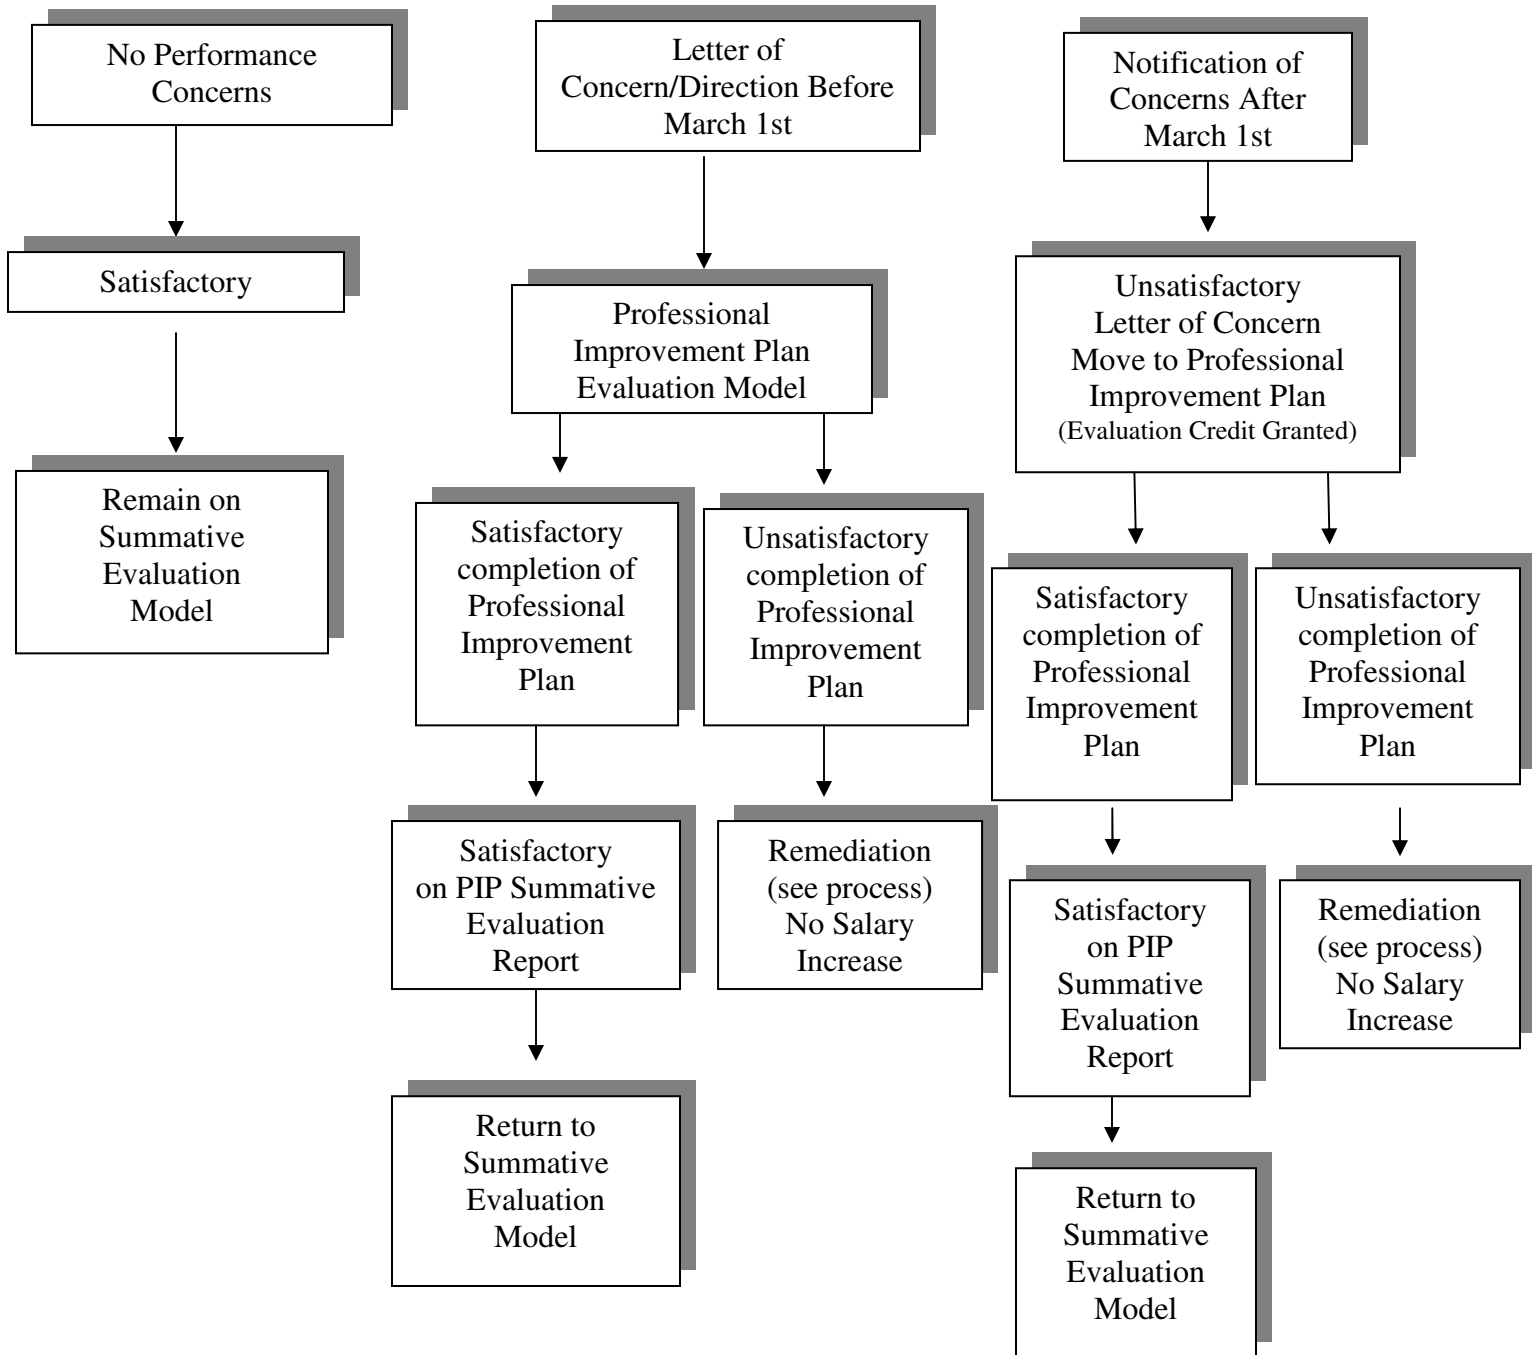 No Performance
Concerns
Satisfactory
Remain on
Summative
Evaluation
Model
Letter of
Concern/Direction Before
March 1st
Professional
Improvement Plan
Evaluation Model
Satisfactory
completion of
Professional
Improvement
Plan
Satisfactory
on PIP Summative
Evaluation
Report
Return to
Summative
Evaluation
Model
Unsatisfactory
completion of
Professional
Improvement
Plan
Remediation
(see process)
No Salary
Increase
Notification of
Concerns After
March 1st
Unsatisfactory
Letter of Concern
Move to Professional
Improvement Plan
(Evaluation Credit Granted)
Satisfactory
completion of
Professional
Improvement
Plan
Satisfactory
on PIP
Summative
Evaluation
Report
Return to
Summative
Evaluation
Model
Unsatisfactory
completion of
Professional
Improvement
Plan
Remediation
(see process)
No Salary
Increase